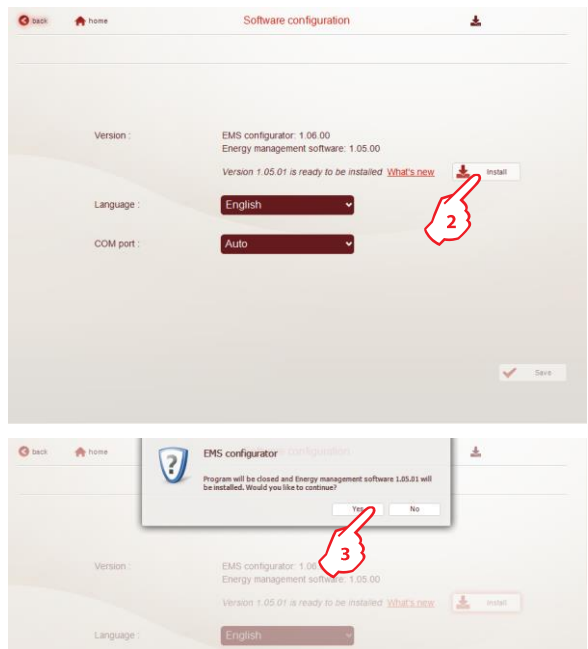 back home Software configuration
Version :
EMS configurator: 1.06.00
Energy management software: 1.05.00
Version 1.05.01 is ready to be installed What's new Install
2
Language :
English
COM port :
Auto
Save
back home
EMS configurator
Program will be closed and Energy management software 1.05.01 will
be installed. Would you like to continue?
Yes No
3
Version :
EMS configurator: 1.06
Energy management software: 1.05.00
Version 1.05.01 is ready to be installed What's new Install
Language :
English